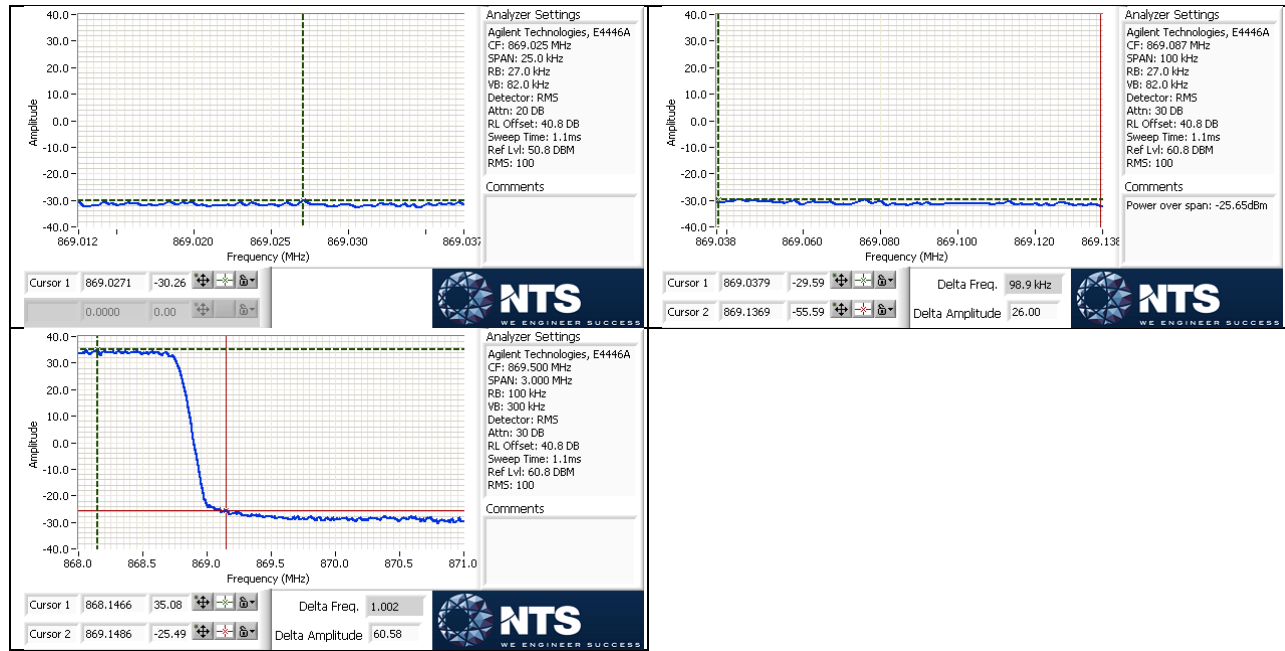 40.0
30.0
20.0
10.0
0.0
-10.0
-20.0
-30.0
-40.0
Amplitude
869.012 869.020 869.025 869.030 869.037
Frequency (MHz)
Analyzer Settings
Agilent Technologies, E4446A
CF: 869.025 MHz
SPAN: 25.0 kHz
RB: 27.0 kHz
VB: 82.0 kHz
Detector: RMS
Attn: 20 DB
RL Offset: 40.8 DB
Sweep Time: 1.1ms
Ref Lvl: 50.8 DBM
RMS: 100
Comments
Cursor 1 869.0271 -30.26
0.0000 0.00
NTS
WE ENGINEER SUCCESS
40.0
30.0
20.0
10.0
0.0
-10.0
-20.0
-30.0
-40.0
Amplitude
869.038 869.060 869.080 869.100 869.120 869.138
Frequency (MHz)
Analyzer Settings
Agilent Technologies, E4446A
CF: 869.087 MHz
SPAN: 100 kHz
RB: 27.0 kHz
VB: 82.0 kHz
Detector: RMS
Attn: 30 DB
RL Offset: 40.8 DB
Sweep Time: 1.1ms
Ref Lvl: 60.8 DBM
RMS: 100
Comments
Power over span: -25.65dBm
Cursor 1 869.0379 -29.59
Cursor 2 869.1369 -55.59
Delta Freq. 98.9 kHz
Delta Amplitude 26.00
NTS
WE ENGINEER SUCCESS
40.0
30.0
20.0
10.0
0.0
-10.0
-20.0
-30.0
-40.0
Amplitude
868.0 868.5 869.0 869.5 870.0 870.5 871.0
Frequency (MHz)
Analyzer Settings
Agilent Technologies, E4446A
CF: 869.500 MHz
SPAN: 3.000 MHz
RB: 100 kHz
VB: 300 kHz
Detector: RMS
Attn: 30 DB
RL Offset: 40.8 DB
Sweep Time: 1.1ms
Ref Lvl: 60.8 DBM
RMS: 100
Comments
Cursor 1 868.1466 35.08
Cursor 2 869.1486 -25.49
Delta Freq. 1.002
Delta Amplitude 60.58
NTS
WE ENGINEER SUCCESS